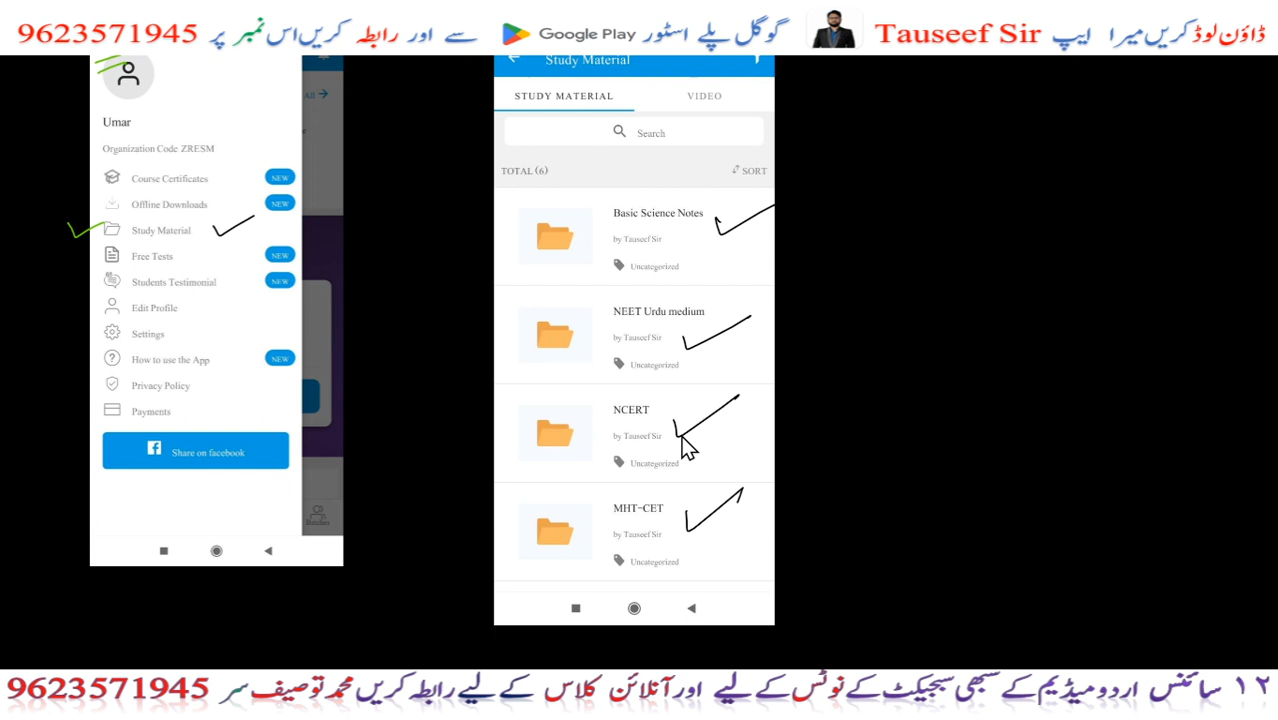 ڈاؤن لوڈ کریں میرا ایپ Tauseef Sir گوگل پلے اسٹور Google Play سے اور رابطہ کریں اس نمبر پر 9623571945
Umar
Organization Code ZRESM
Course Certificates NEW
Offline Downloads NEW
Study Material
Free Tests NEW
Students Testimonial NEW
Edit Profile
Settings
How to use the App NEW
Privacy Policy
Payments
Share on facebook
All
Batches
Study Material
STUDY MATERIAL VIDEO
Search
TOTAL (6) SORT
Basic Science Notes
by Tauseef Sir
Uncategorized
NEET Urdu medium
by Tauseef Sir
Uncategorized
NCERT
by Tauseef Sir
Uncategorized
MHT-CET
by Tauseef Sir
Uncategorized
۱۲ سائنس اردو میڈیم کے سبھی سبجیکٹ کے نوٹس کے لیے اور آنلائن کلاس کے لیے رابطہ کریں محمد توصیف سر 9623571945